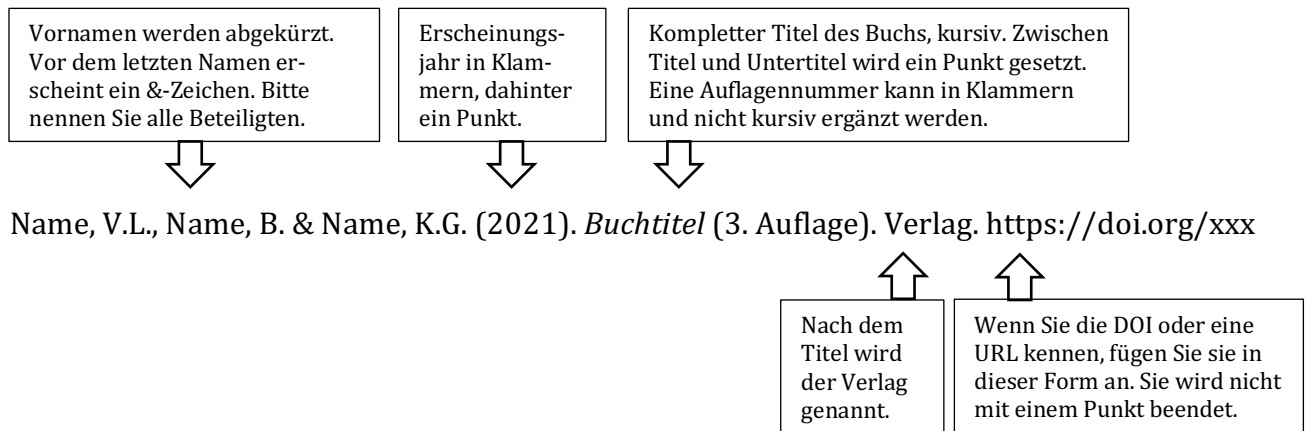 Vornamen werden abgekürzt.
Vor dem letzten Namen er-
scheint ein &-Zeichen. Bitte
nennen Sie alle Beteiligten.
Erscheinungs-
jahr in Klam-
mern, dahinter
ein Punkt.
Kompletter Titel des Buchs, kursiv. Zwischen
Titel und Untertitel wird ein Punkt gesetzt.
Eine Auflagennummer kann in Klammern
und nicht kursiv ergänzt werden.
Name, V.L., Name, B. & Name, K.G. (2021). Buchtitel (3. Auflage). Verlag. https://doi.org/xxx
Nach dem
Titel wird
der Verlag
genannt.
Wenn Sie die DOI oder eine
URL kennen, fügen Sie sie in
dieser Form an. Sie wird nicht
mit einem Punkt beendet.